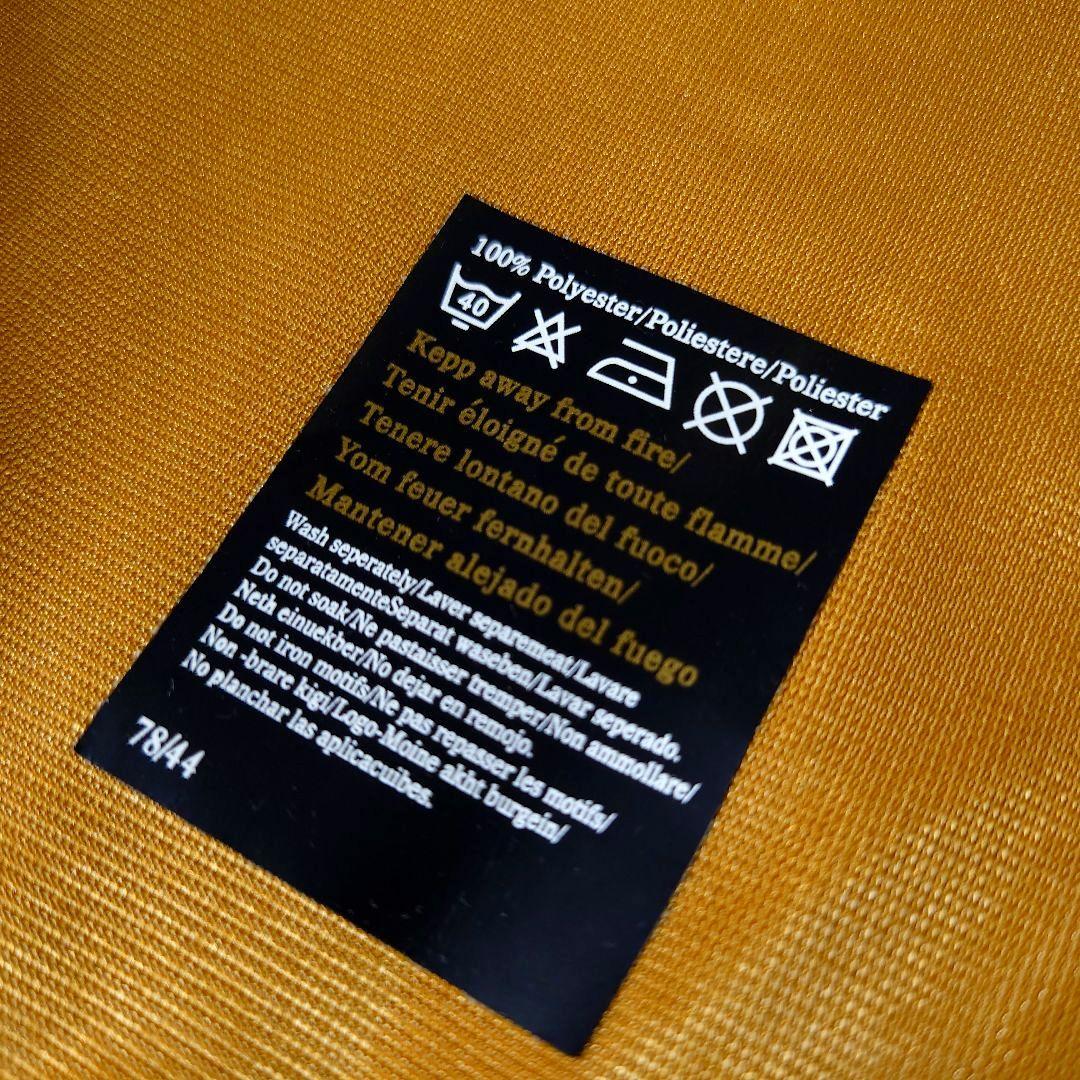 100% Polyester/Poliestere/Poliester
40
Kepp away from fire/
Tenir éloigné de toute flamme/
Tenere lontano del fuoco/
Yom feuer fernhalten/
Mantener alejado del fuego
Wash seperately/Laver separemeat/Lavare
separatamenteSeparat waseben/Lavar seperado.
Do not soak/Ne pastaisser tremper/Non ammollare/
Neth einuekber/No dejar en remojo.
Do not iron motifs/Ne pas repasser les motifs/
Non -brare kigi/Logo-Moine akht burgein/
No planchar las aplicacuibes.
78/44